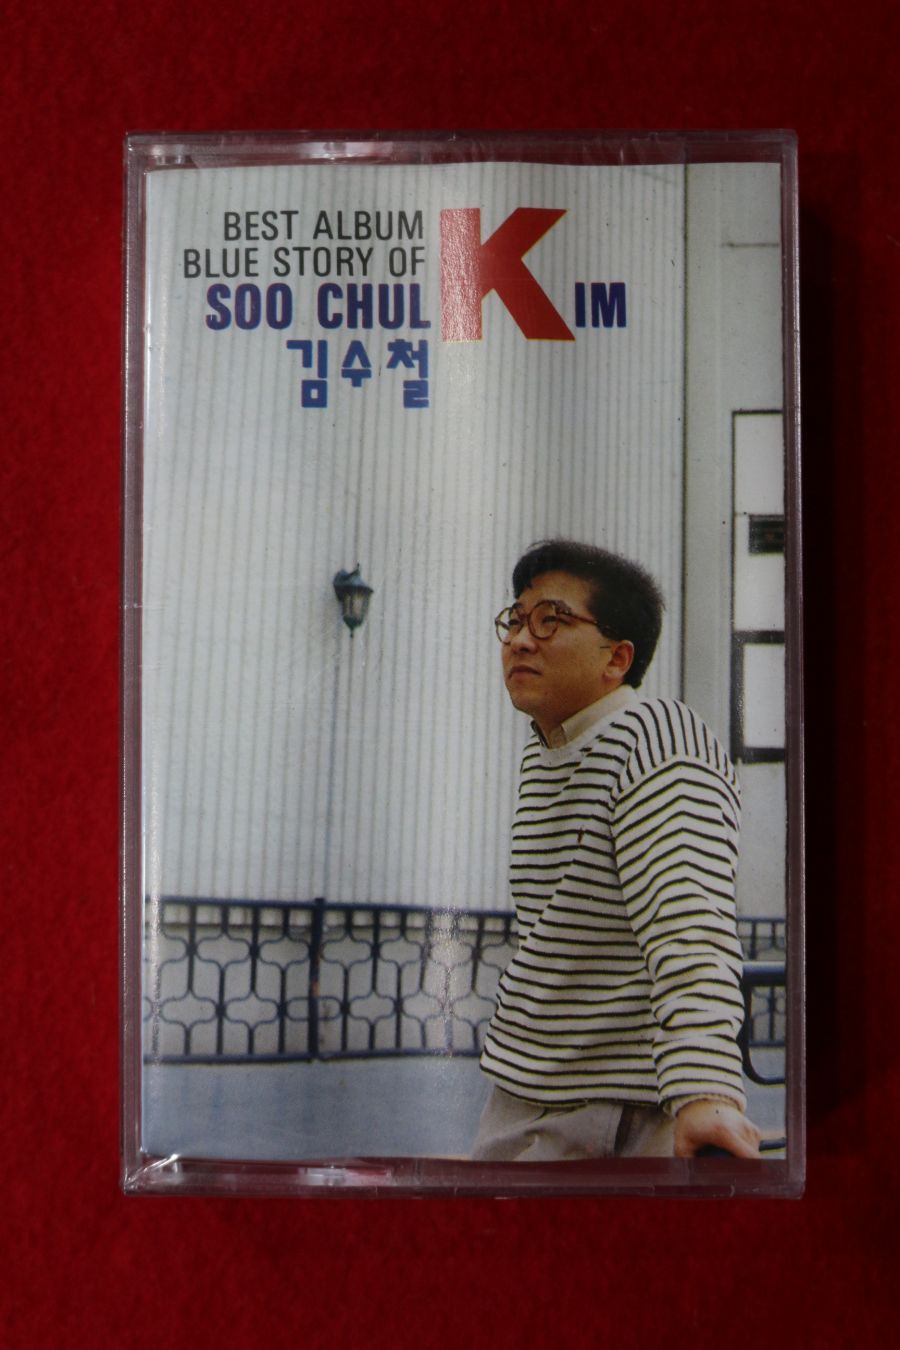 BEST ALBUM
BLUE STORY OF
SOO CHUL KIM
김수철